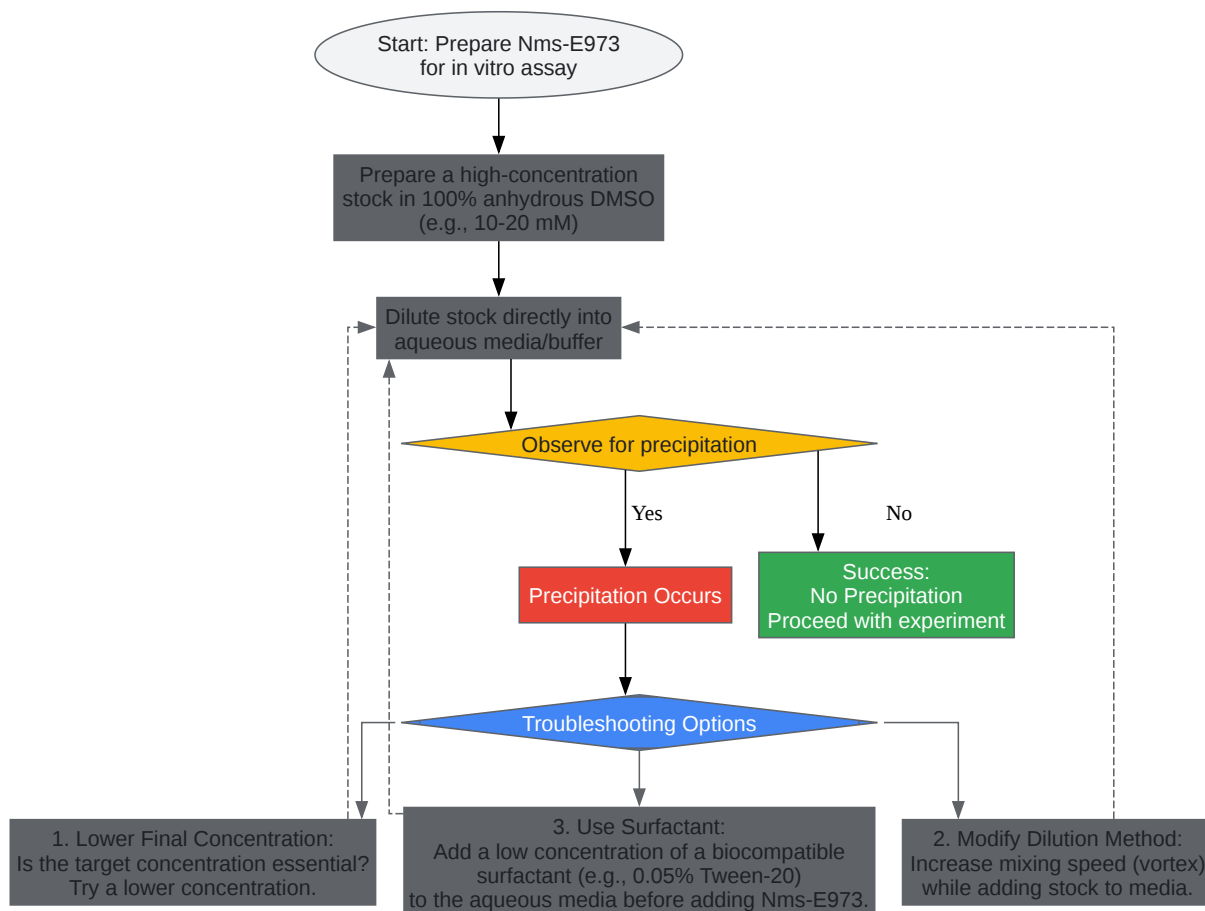 Start: Prepare Nms-E973
for in vitro assay
Prepare a high-concentration
stock in 100% anhydrous DMSO
(e.g., 10-20 mM)
Dilute stock directly into
aqueous media/buffer
Observe for precipitation
Yes
No
Precipitation Occurs
Success:
No Precipitation
Proceed with experiment
Troubleshooting Options
1. Lower Final Concentration:
Is the target concentration essential?
Try a lower concentration.
3. Use Surfactant:
Add a low concentration of a biocompatible
surfactant (e.g., 0.05% Tween-20)
to the aqueous media before adding Nms-E973.
2. Modify Dilution Method:
Increase mixing speed (vortex)
while adding stock to media.